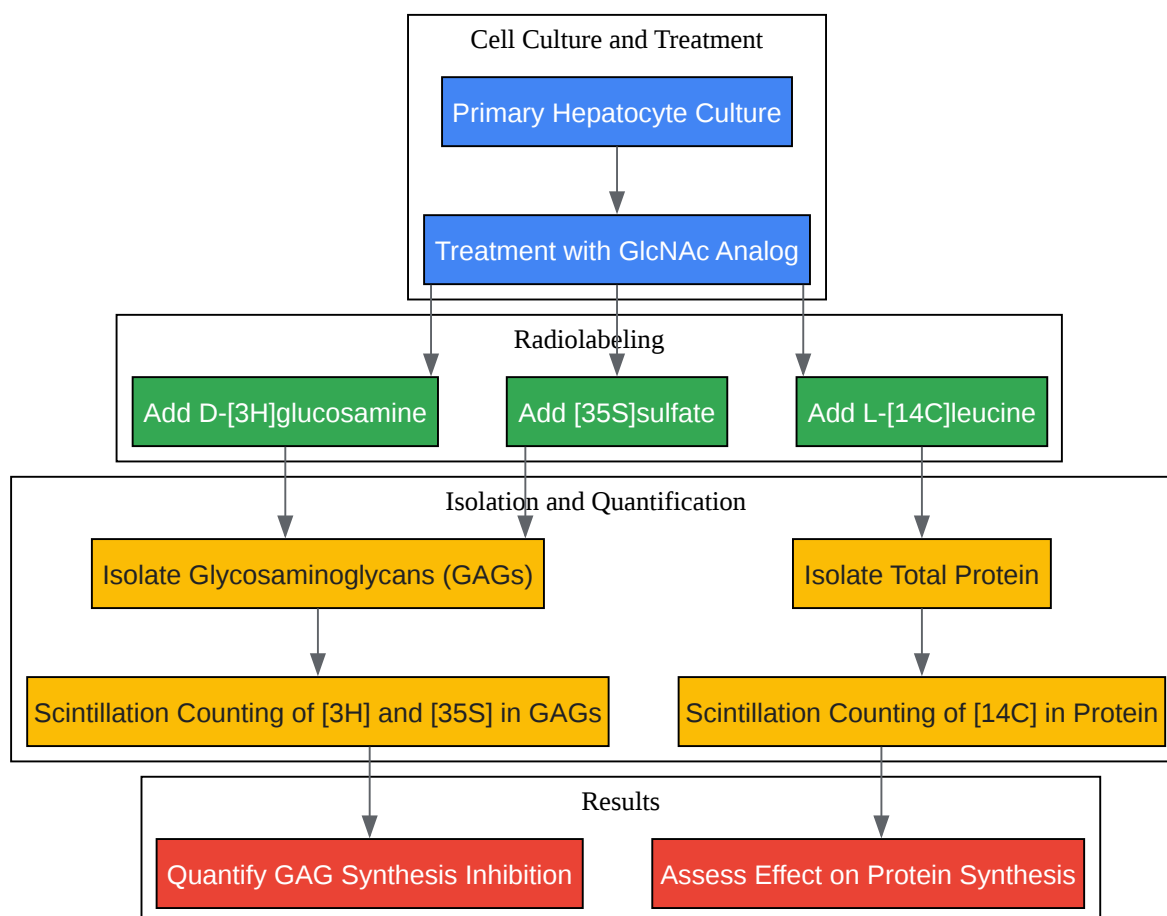 Cell Culture and Treatment
Primary Hepatocyte Culture
Treatment with GlcNAc Analog
Radiolabeling
Add D-[3H]glucosamine
Add [35S]sulfate
Add L-[14C]leucine
Isolation and Quantification
Isolate Glycosaminoglycans (GAGs)
Isolate Total Protein
Scintillation Counting of [3H] and [35S] in GAGs
Scintillation Counting of [14C] in Protein
Results
Quantify GAG Synthesis Inhibition
Assess Effect on Protein Synthesis